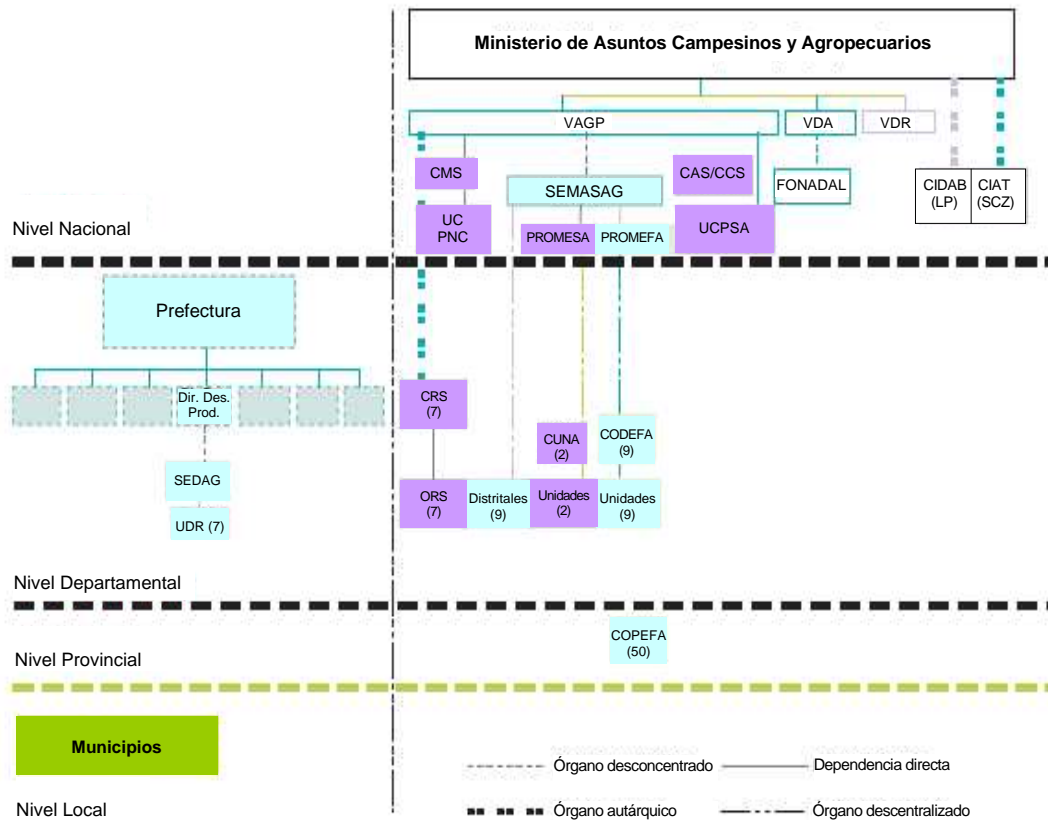 Ministerio de Asuntos Campesinos y Agropecuarios
VAGP
VDA
VDR
CMS
SEMASAG
CAS/CCS
FONADAL
CIDAB
(LP)
CIAT
(SCZ)
UC
PNC
PROMESA
PROMEFA
UCPSA
Nivel Nacional
Prefectura
Dir. Des.
Prod.
CRS
(7)
CUNA
(2)
CODEFA
(9)
SEDAG
ORS
(7)
Distritales
(9)
Unidades
(2)
Unidades
(9)
UDR (7)
Nivel Departamental
COPEFA
(50)
Nivel Provincial
Municipios
Órgano desconcentrado
Dependencia directa
Órgano autárquico
Órgano descentralizado
Nivel Local